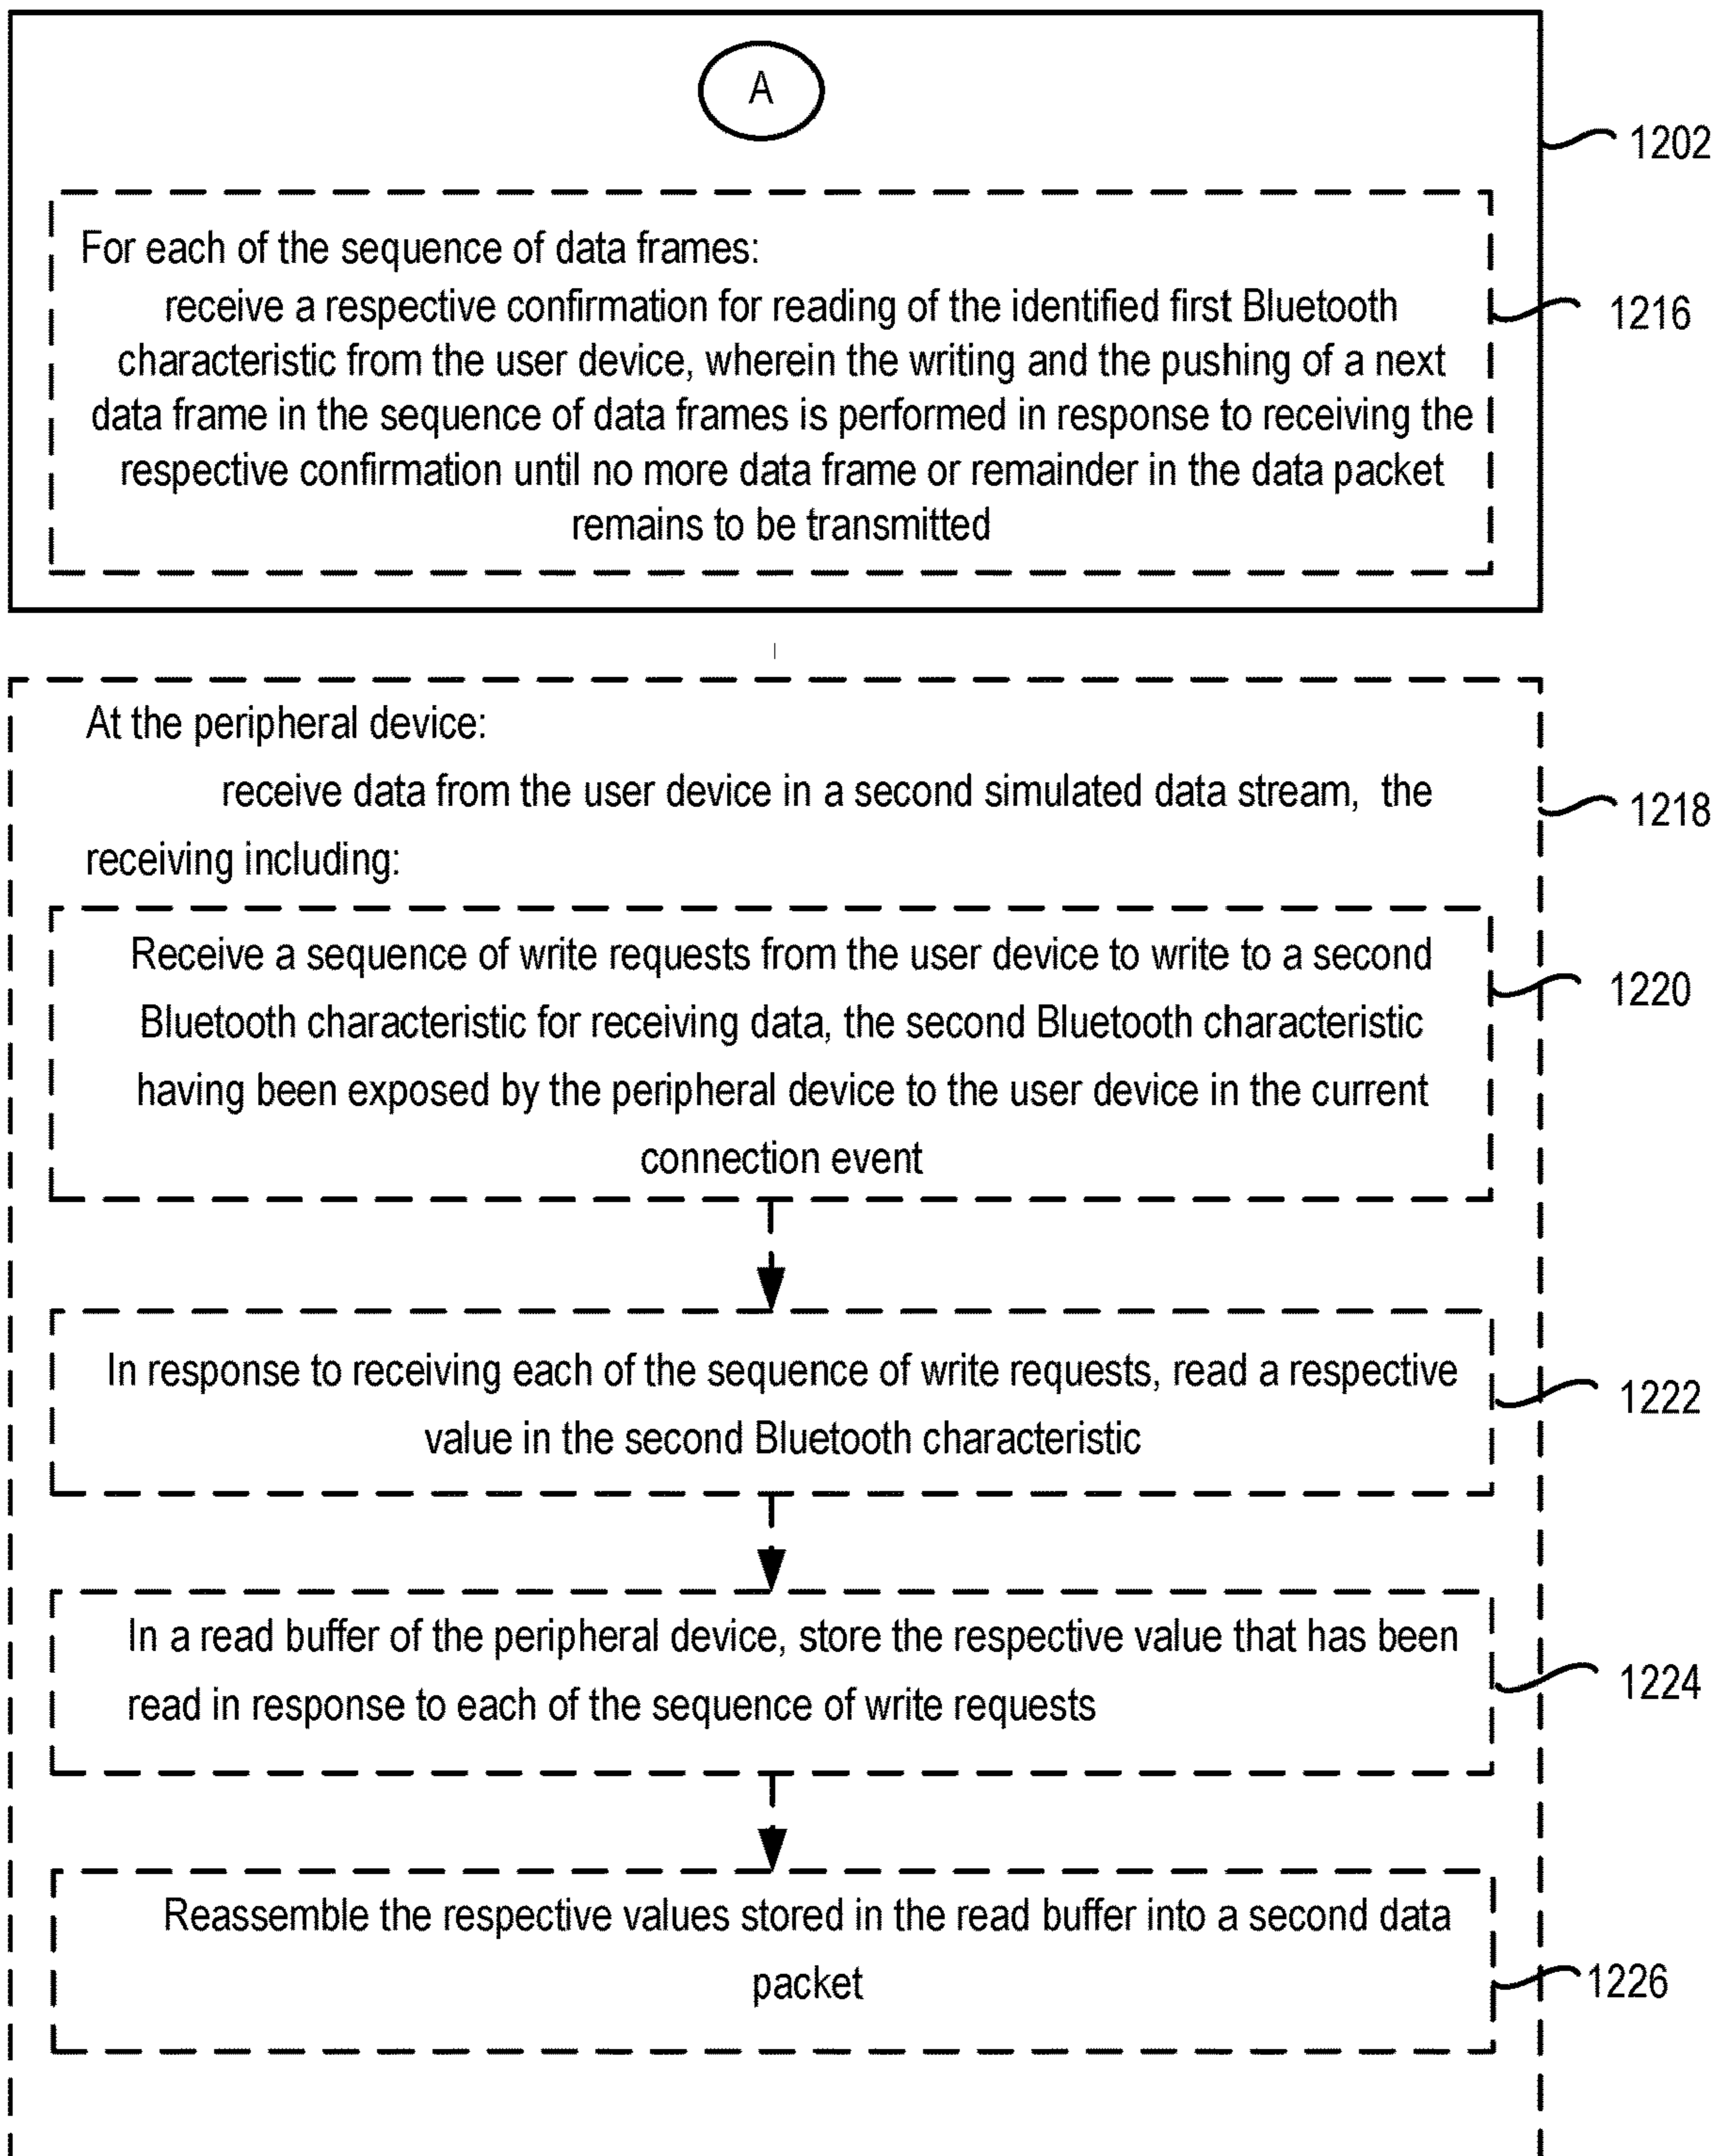 A
1202
For each of the sequence of data frames:
receive a respective confirmation for reading of the identified first Bluetooth
characteristic from the user device, wherein the writing and the pushing of a next
data frame in the sequence of data frames is performed in response to receiving the
respective confirmation until no more data frame or remainder in the data packet
remains to be transmitted
1216
At the peripheral device:
receive data from the user device in a second simulated data stream, the
receiving including:
1218
Receive a sequence of write requests from the user device to write to a second
Bluetooth characteristic for receiving data, the second Bluetooth characteristic
having been exposed by the peripheral device to the user device in the current
connection event
1220
In response to receiving each of the sequence of write requests, read a respective
value in the second Bluetooth characteristic
1222
In a read buffer of the peripheral device, store the respective value that has been
read in response to each of the sequence of write requests
1224
Reassemble the respective values stored in the read buffer into a second data
packet
1226